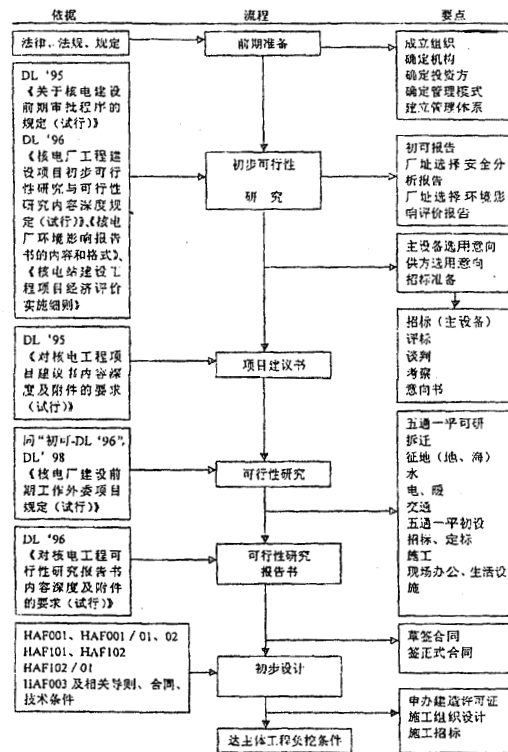 依据
流程
要点
法律、法规、规定
前期准备
成立组织
确定机构
确定投资方
确定管理模式
建立管理体系
DL '95
《关于核电建设
前期审批程序的
规定(试行)》
DL '96
《核电厂工程建
设项目初步可行
性研究与可行性
研究内容深度规
定(试行)》、《核电
厂环境影响报告
书的内容和格式》、
《核电站建设工
程项目经济评价
实施细则》
初步可行性
研究
初可报告
厂址选择安全分
析报告
厂址选择环境影
响评价报告
主设备选用意向
供方选用意向
招标准备
招标(主设备)
评标
谈判
考察
意向书
DL '95
《对核电工程项
目建议书内容深
度及附件的要求
(试行)》
项目建议书
同"初可-DL '96",
DL' 98
《核电厂建设前
期工作外委项目
规定(试行)》
可行性研究
五通一平可研
拆迁
征地(地、海)
水
电、暖
交通
五通一平初设
招标、定标
施工
现场办公、生活设
施
DL '96
《对核电工程可
行性研究报告书
内容深度及附件
的要求(试行)》
可行性研究
报告书
HAF001、HAF001/01、02
HAF101、HAF102
HAF102/01
HAF003及相关导则、合同、
技术条件
初步设计
草签合同
签正式合同
达主体工程负挖条件
申办建造许可证
施工组织设计
施工招标